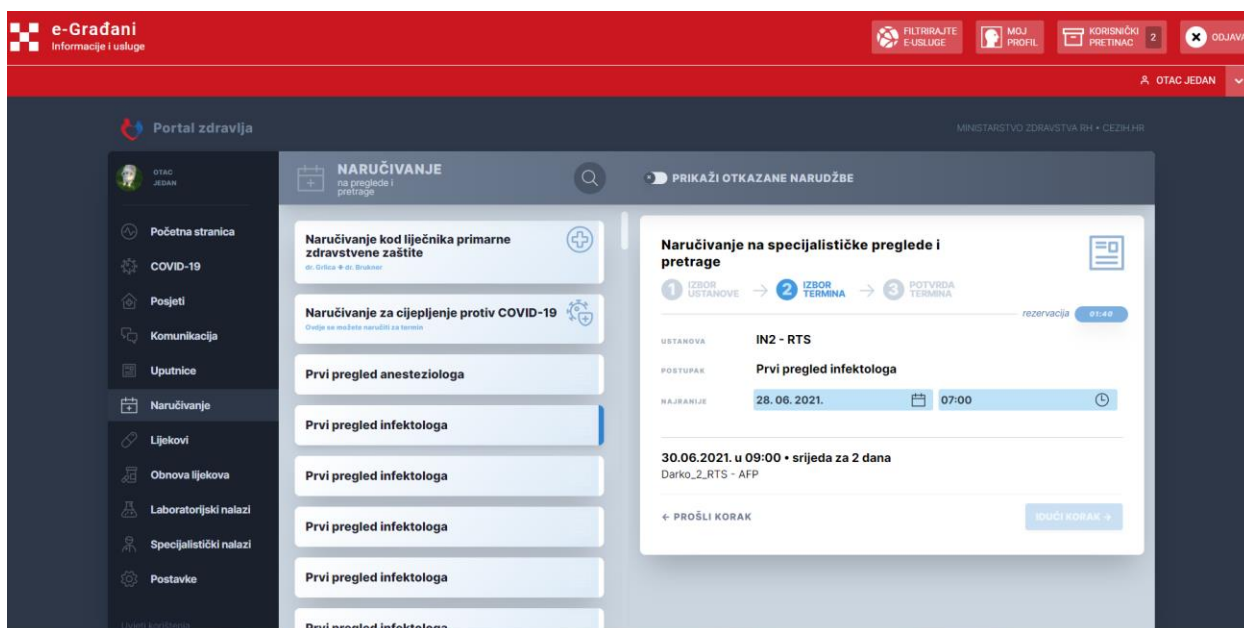 e-Građani
Informacije i usluge
FILTRIRAJTE
E-USLUGE
MOJ
PROFIL
KORISNIČKI
PRETINAC
2
ODJAVA
OTAC JEDAN
Portal zdravlja
MINISTARSTVO ZDRAVSTVA RH • CEZIH.HR
OTAC
JEDAN
Početna stranica
COVID-19
Posjeti
Komunikacija
Uputnice
Naručivanje
Lijekovi
Obnova lijekova
Laboratorijski nalazi
Specijalistički nalazi
Postavke
Uvjeti korištenja
NARUČIVANJE
na preglede i
pretrage
Naručivanje kod liječnika primarne
zdravstvene zaštite
dr. Grlica + dr. Brukner
Naručivanje za cijepljenje protiv COVID-19
Ovdje se možete naručiti za termin
Prvi pregled anesteziologa
Prvi pregled infektologa
Prvi pregled infektologa
Prvi pregled infektologa
Prvi pregled infektologa
Prvi pregled infektologa
PRIKAŽI OTKAZANE NARUDŽBE
Naručivanje na specijalističke preglede i
pretrage
1 IZBOR
USTANOVE
→ 2 IZBOR
TERMINA
→ 3 POTVRDA
TERMINA
rezervacija 01:40
USTANOVA IN2 - RTS
POSTUPAK Prvi pregled infektologa
NAJRANIJE 28. 06. 2021. 07:00
30.06.2021. u 09:00 • srijeda za 2 dana
Darko_2_RTS - AFP
← PROŠLI KORAK
IDUĆI KORAK →